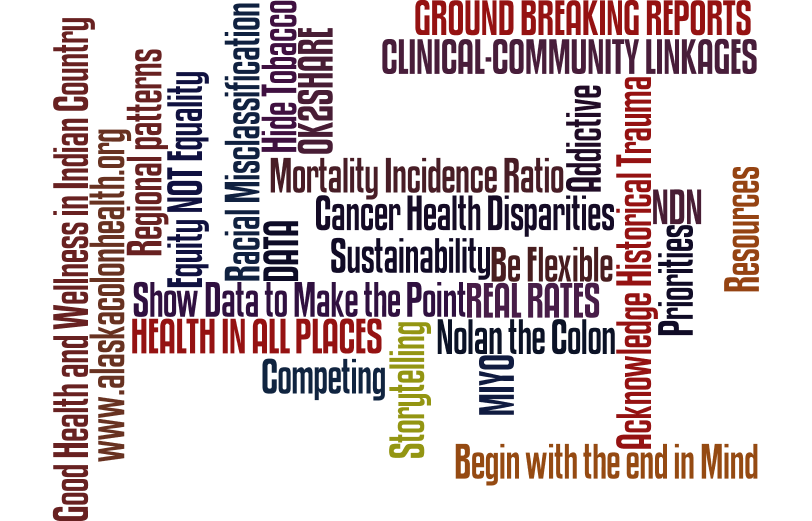 GROUND BREAKING REPORTS
CLINICAL-COMMUNITY LINKAGES
Good Health and Wellness in Indian Country
www.alaskacolonhealth.org
Regional patterns
Equity NOT Equality
Racial Misclassification
Hide Tobacco
OK2SHARE
DATA
Mortality Incidence Ratio
Addictive
Acknowledge Historical Trauma
Cancer Health Disparities
NDN
Resources
Priorities
Sustainability
Be Flexible
Show Data to Make the Point
REAL RATES
HEALTH IN ALL PLACES
Nolan the Colon
Competing
Storytelling
MIYO
Begin with the end in Mind